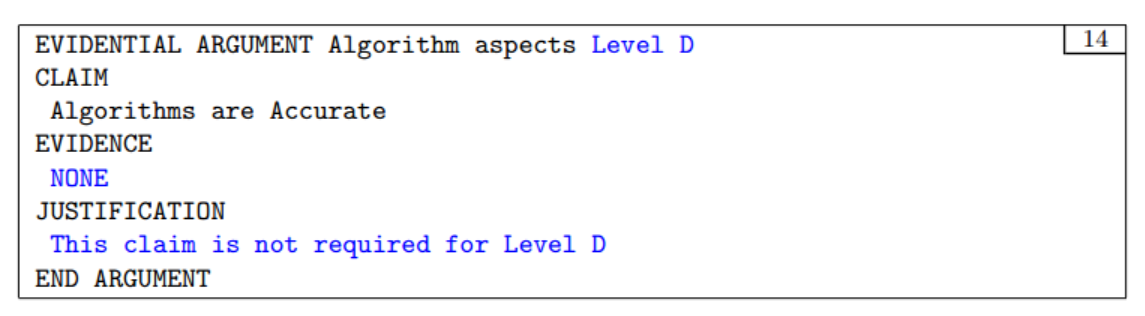 EVIDENTIAL ARGUMENT Algorithm aspects Level D
14
CLAIM
Algorithms are Accurate
EVIDENCE
NONE
JUSTIFICATION
This claim is not required for Level D
END ARGUMENT